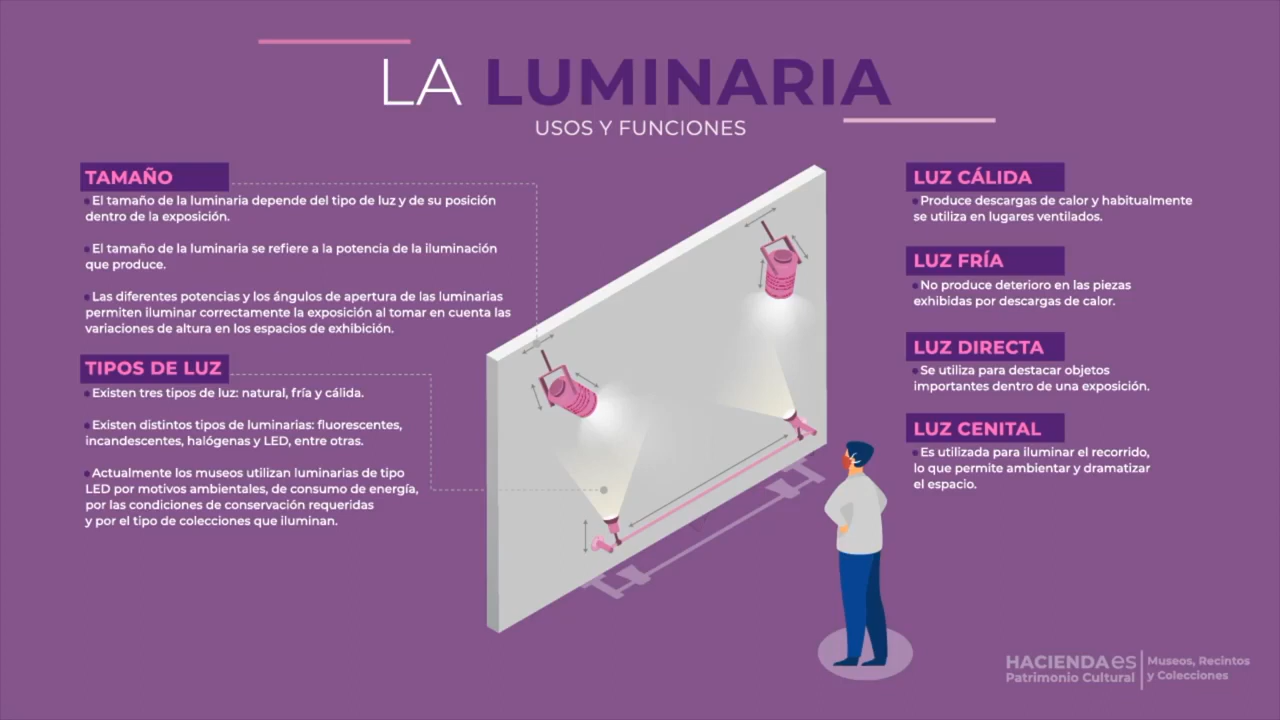 LA LUMINARIA
USOS Y FUNCIONES
TAMAÑO
El tamaño de la luminaria depende del tipo de luz y de su posición
dentro de la exposición.
El tamaño de la luminaria se refiere a la potencia de la iluminación
que produce.
Las diferentes potencias y los ángulos de apertura de las luminarias
permiten iluminar correctamente la exposición al tomar en cuenta las
variaciones de altura en los espacios de exhibición.
TIPOS DE LUZ
Existen tres tipos de luz: natural, fría y cálida.
Existen distintos tipos de luminarias: fluorescentes,
incandescentes, halógenas y LED, entre otras.
Actualmente los museos utilizan luminarias de tipo
LED por motivos ambientales, de consumo de energía,
por las condiciones de conservación requeridas
y por el tipo de colecciones que iluminan.
LUZ CÁLIDA
Produce descargas de calor y habitualmente
se utiliza en lugares ventilados.
LUZ FRÍA
No produce deterioro en las piezas
exhibidas por descargas de calor.
LUZ DIRECTA
Se utiliza para destacar objetos
importantes dentro de una exposición.
LUZ CENITAL
Es utilizada para iluminar el recorrido,
lo que permite ambientar y dramatizar
el espacio.
HACIENDA es
Patrimonio Cultural
Museos, Recintos
y Colecciones